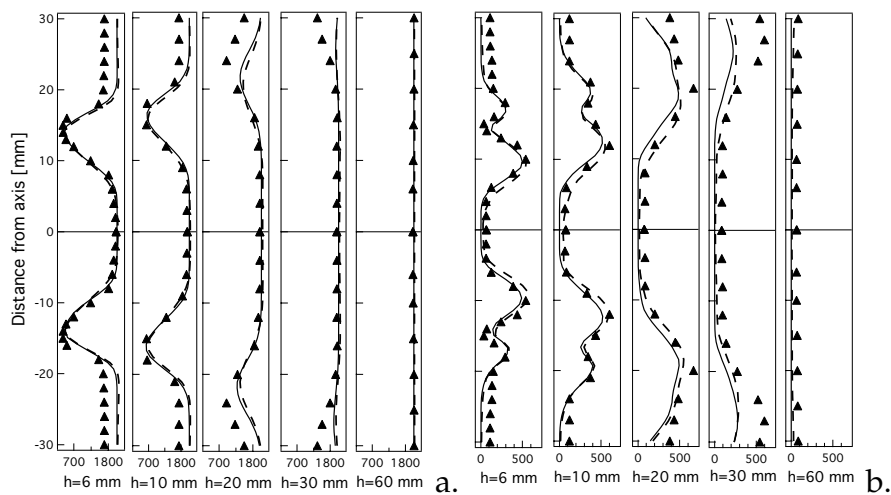 30
20
10
0
-10
-20
-30
Distance from axis [mm]
700 1800 700 1800 700 1800 700 1800 700 1800
h=6 mm h=10 mm h=20 mm h=30 mm h=60 mm
a.
0 500 0 500 0 500 0 500 0 500
h=6 mm h=10 mm h=20 mm h=30 mm h=60 mm
b.